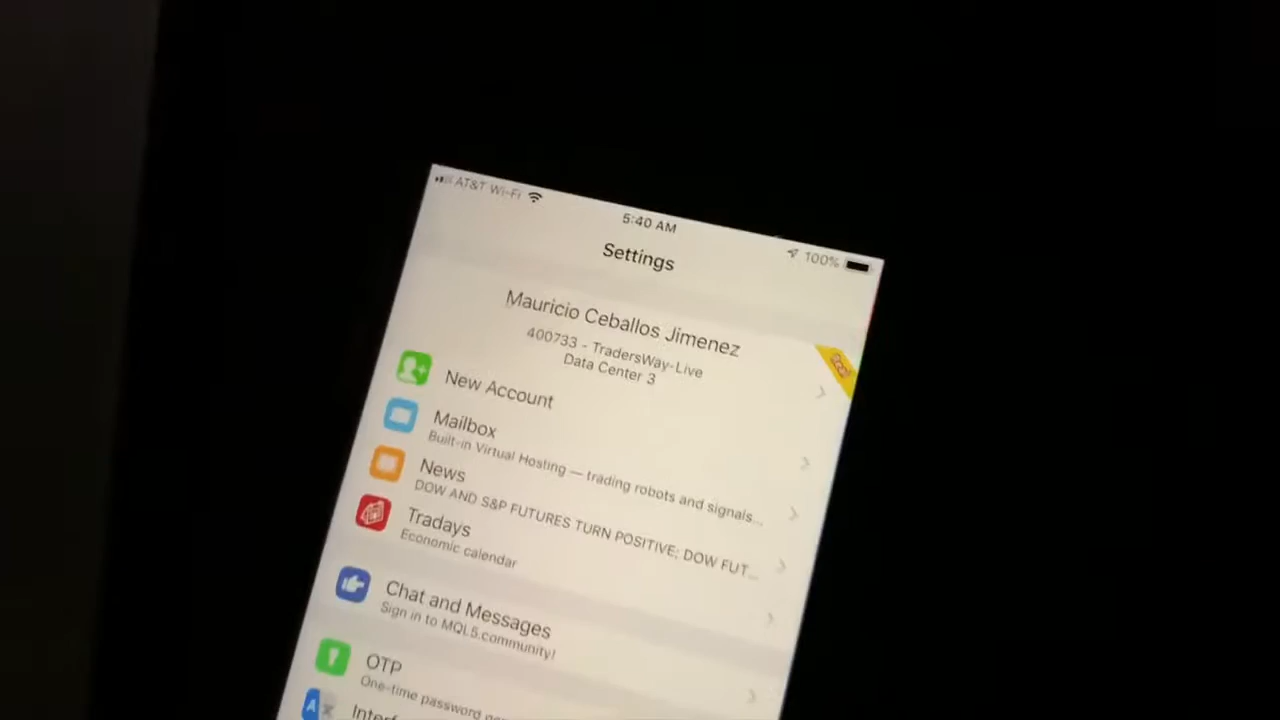 AT&T Wi-Fi
5:40 AM
100%
Settings
Mauricio Ceballos Jimenez
400733 - TradersWay-Live
Data Center 3
New Account
Mailbox
Built-in Virtual Hosting — trading robots and signals...
News
DOW AND S&P FUTURES TURN POSITIVE; DOW FUT...
Tradays
Economic calendar
Chat and Messages
Sign in to MQL5.community!
OTP
One-time password